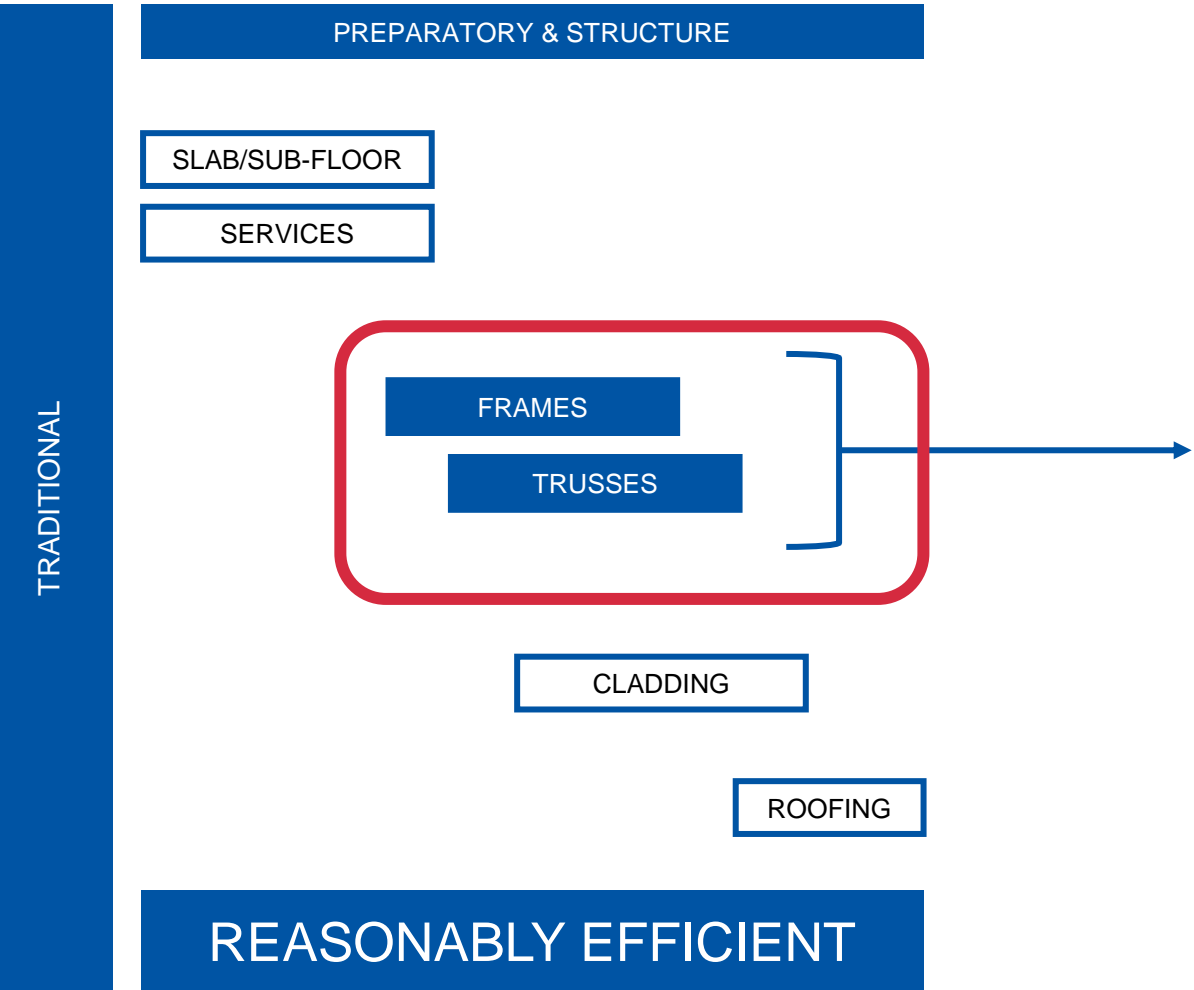 PREPARATORY & STRUCTURE
TRADITIONAL
SLAB/SUB-FLOOR
SERVICES
FRAMES
TRUSSES
CLADDING
ROOFING
REASONABLY EFFICIENT